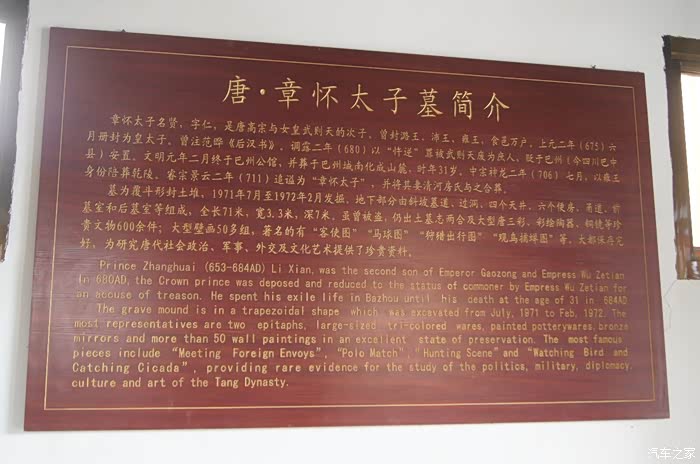 唐·章怀太子墓简介
章怀太子名贤，字仁，是唐高宗与女皇武则天的次子，曾封潞王、沛王、雍王，食邑万户，上元二年（675）六
月册封为皇太子。曾注范晔《后汉书》，调露二年（680）以“忤逆”罪被武则天废为庶人，贬于巴州（今四川巴中
县）安置。文明元年二月终于巴州公馆，并葬于巴州城南化成山麓，时年31岁，中宗神龙二年（706）七月，以雍王
身份陪葬乾陵。睿宗景云二年（711）追谥为“章怀太子”，并将其妻清河房氏与之合葬。
墓为覆斗形封土堆，1971年7月至1972年2月发掘，地下部分由斜坡墓道、过洞、四个天井、六个便房、甬道、前
墓室和后墓室等组成，全长71米，宽3.3米，深7米，虽曾被盗，仍出土墓志两合及大型唐三彩、彩绘陶器、铜镜等珍
贵文物600余件；大型壁画50多组，著名的有“客使图”“马球图”“狩猎出行图”“观鸟捕蝉图”等，大都保存完
好，为研究唐代社会政治、军事、外交及文化艺术提供了珍贵资料。
Prince Zhanghuai (653-684AD) Li Xian, was the second son of Emperor Gaozong and Empress Wu Zetian
In 680AD, the Crown prince was deposed and reduced to the status of commoner by Empress Wu Zetian for
an accuse of treason. He spent his exile life in Bazhou until his death at the age of 31 in 684AD
The grave mound is in a trapezoidal shape which was excavated from July, 1971 to Feb, 1972. The
most representatives are two epitaphs, large-sized tri-colored wares, painted potterywares, bronze
mirrors and more than 50 wall paintings in an excellent state of preservation. The most famous
pieces include “Meeting Foreign Envoys”, “Polo Match”, “Hunting Scene” and “Watching Bird and
Catching Cicada”, providing rare evidence for the study of the politics, military, diplomacy,
culture and art of the Tang Dynasty.
汽车之家